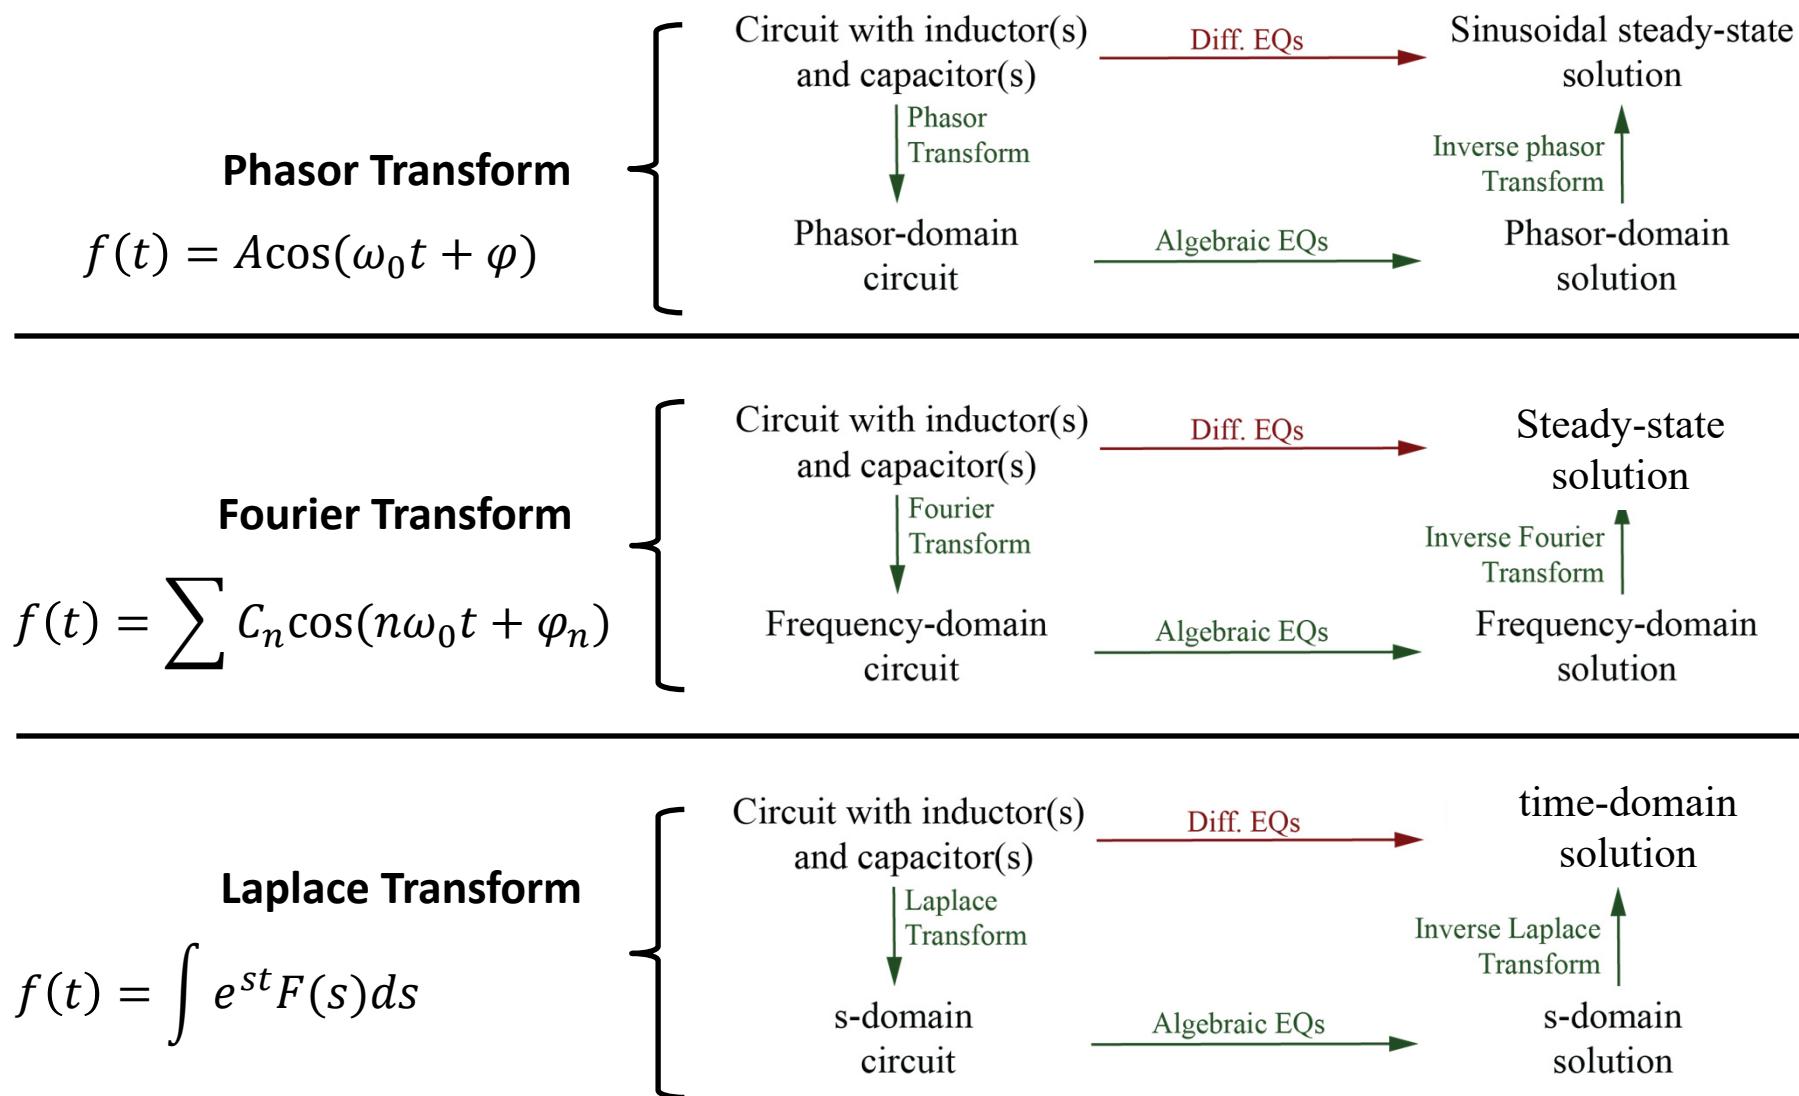 Phasor Transform
f(t) = Acos(ω₀t + φ)
Circuit with inductor(s)
and capacitor(s)
Diff. EQs
Sinusoidal steady-state
solution
Phasor
Transform
Inverse phasor
Transform
Phasor-domain
circuit
Algebraic EQs
Phasor-domain
solution
Fourier Transform
f(t) = ∑ Cₙcos(nω₀t + φₙ)
Circuit with inductor(s)
and capacitor(s)
Diff. EQs
Steady-state
solution
Fourier
Transform
Inverse Fourier
Transform
Frequency-domain
circuit
Algebraic EQs
Frequency-domain
solution
Laplace Transform
f(t) = ∫ eˢᵗF(s)ds
Circuit with inductor(s)
and capacitor(s)
Diff. EQs
time-domain
solution
Laplace
Transform
Inverse Laplace
Transform
s-domain
circuit
Algebraic EQs
s-domain
solution